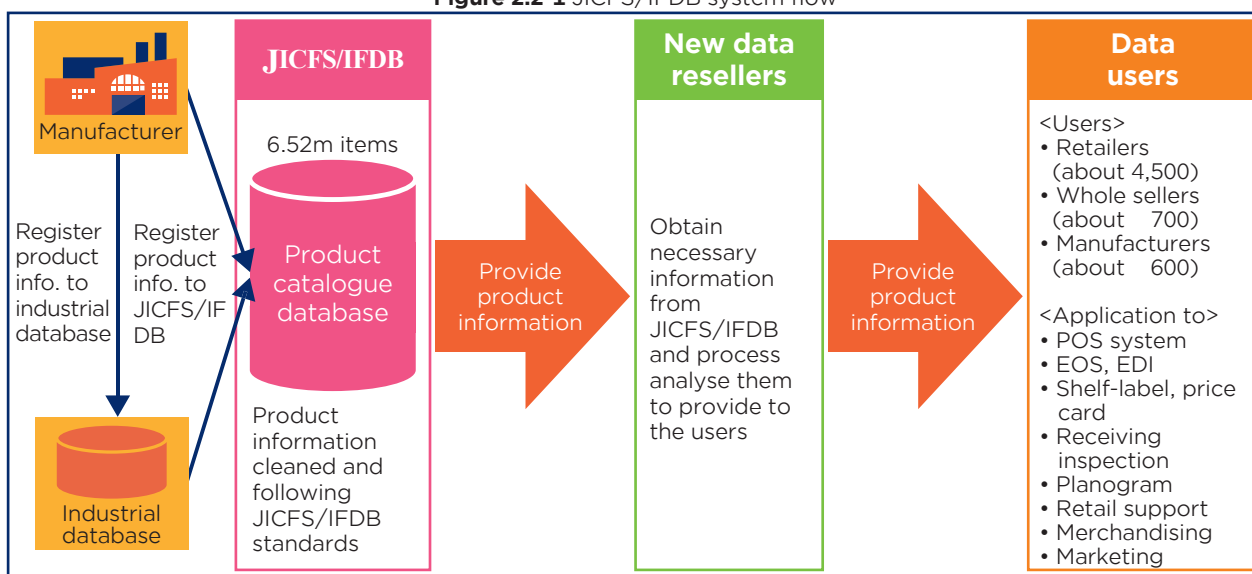 Figure 2.2-1 JICFS/IFDB system flow
Manufacturer
Register
product
info. to
industrial
database
Register
product
info. to
JICFS/IF
DB
Industrial
database
JICFS/IFDB
6.52m items
Product
catalogue
database
Product
information
cleaned and
following
JICFS/IFDB
standards
Provide
product
information
New data
resellers
Obtain
necessary
information
from
JICFS/IFDB
and process
analyse them
to provide to
the users
Provide
product
information
Data
users
<Users>
• Retailers
(about 4,500)
• Whole sellers
(about 700)
• Manufacturers
(about 600)
<Application to>
• POS system
• EOS, EDI
• Shelf-label, price
card
• Receiving
inspection
• Planogram
• Retail support
• Merchandising
• Marketing